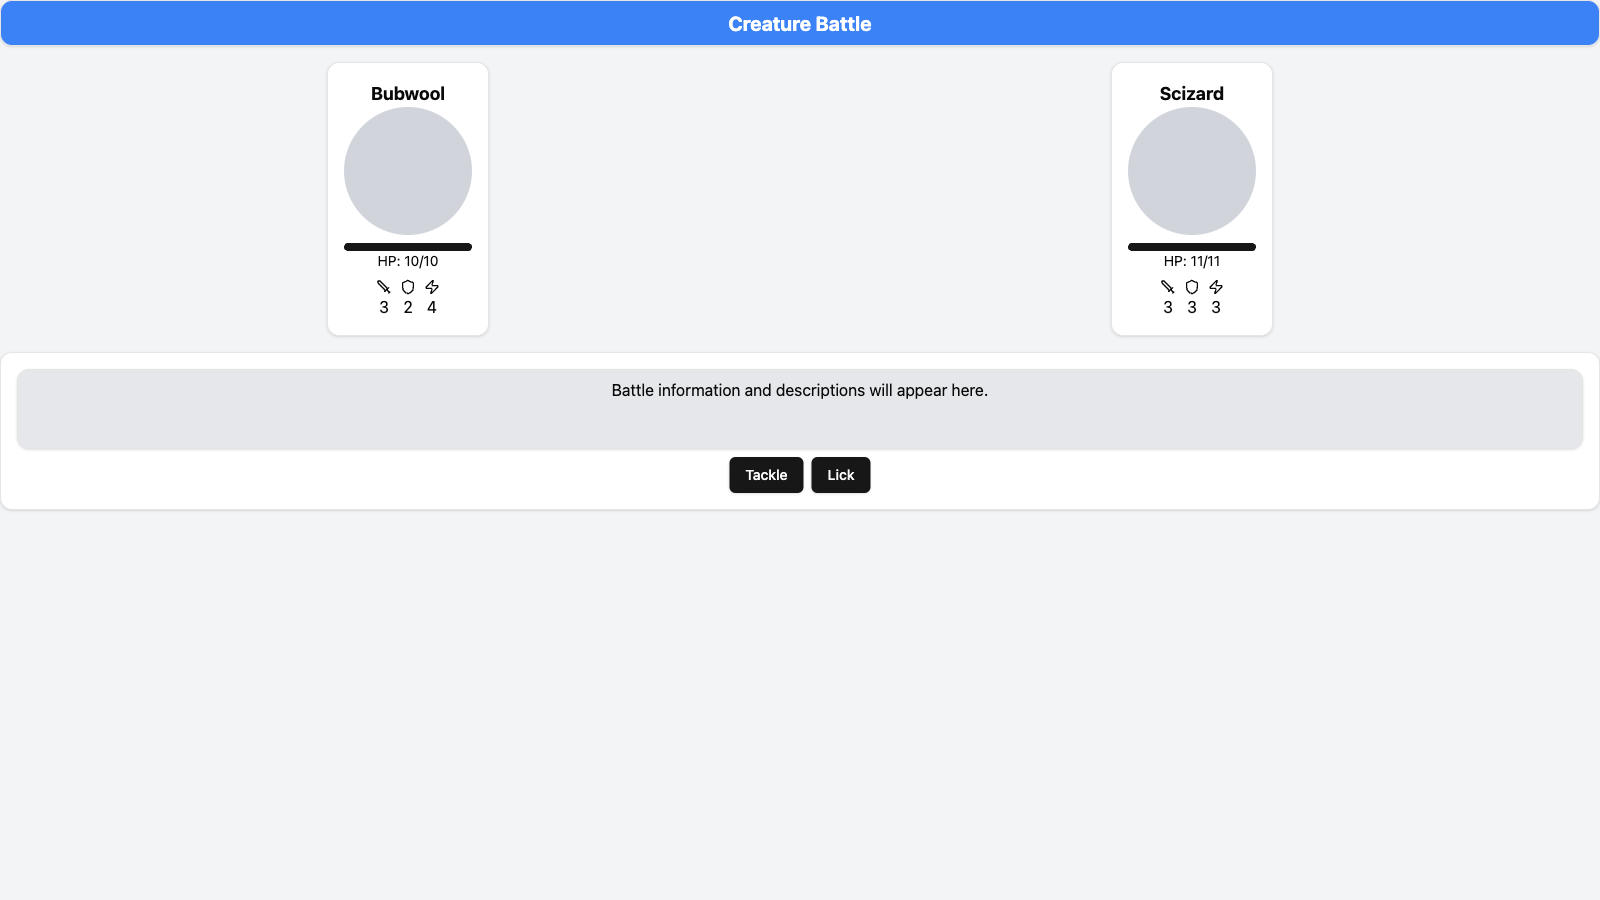 Creature Battle
Bubwool
HP: 10/10
3 2 4
Scizard
HP: 11/11
3 3 3
Battle information and descriptions will appear here.
Tackle Lick